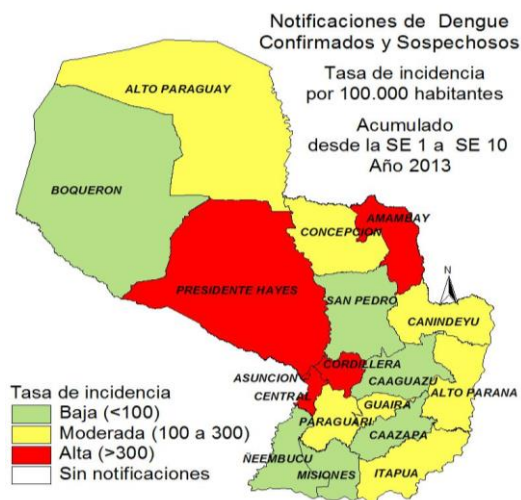 Notificaciones de Dengue
Confirmados y Sospechosos
Tasa de incidencia
por 100.000 habitantes
Acumulado
desde la SE 1 a SE 10
Año 2013
ALTO PARAGUAY
BOQUERON
AMAMBAY
CONCEPCION
PRESIDENTE HAYES
SAN PEDRO
N
CANINDEYU
CORDILLERA
ASUNCION
CAAGUAZU
CENTRAL
ALTO PARANA
GUAIRA
PARAGUARI
CAAZAPA
ÑEEMBUCU
MISIONES
ITAPUA
Tasa de incidencia
Baja (<100)
Moderada (100 a 300)
Alta (>300)
Sin notificaciones